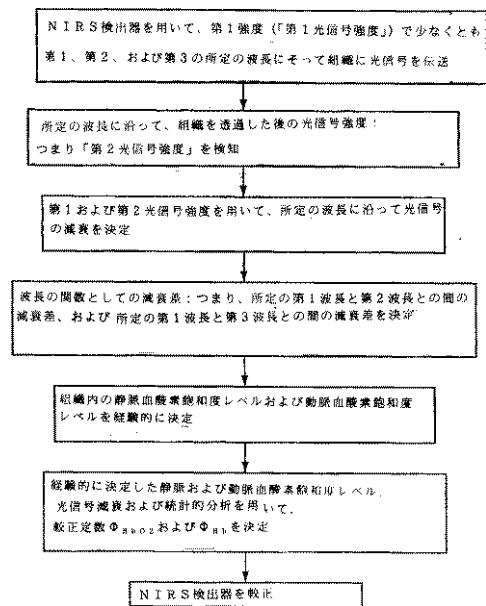 NIRS検出器を用いて、第1強度(「第1光信号強度」)で少なくとも
第1、第2、および第3の所定の波長にそって組織に光信号を伝送
所定の波長に沿って、組織を透過した後の光信号強度:
つまり「第2光信号強度」を検知
第1および第2光信号強度を用いて、所定の波長に沿って光信号
の減衰を決定
波長の関数としての減衰差:つまり、所定の第1波長と第2波長との間の
減衰差、および所定の第1波長と第3波長との間の減衰差を決定
組織内の静脈血酸素飽和度レベルおよび動脈血酸素飽和度
レベルを経験的に決定
経験的に決定した静脈および動脈血酸素飽和度レベル、
光信号減衰および統計的分析を用いて、
較正定数ΦHbO2およびΦHbを決定
NIRS検出器を較正